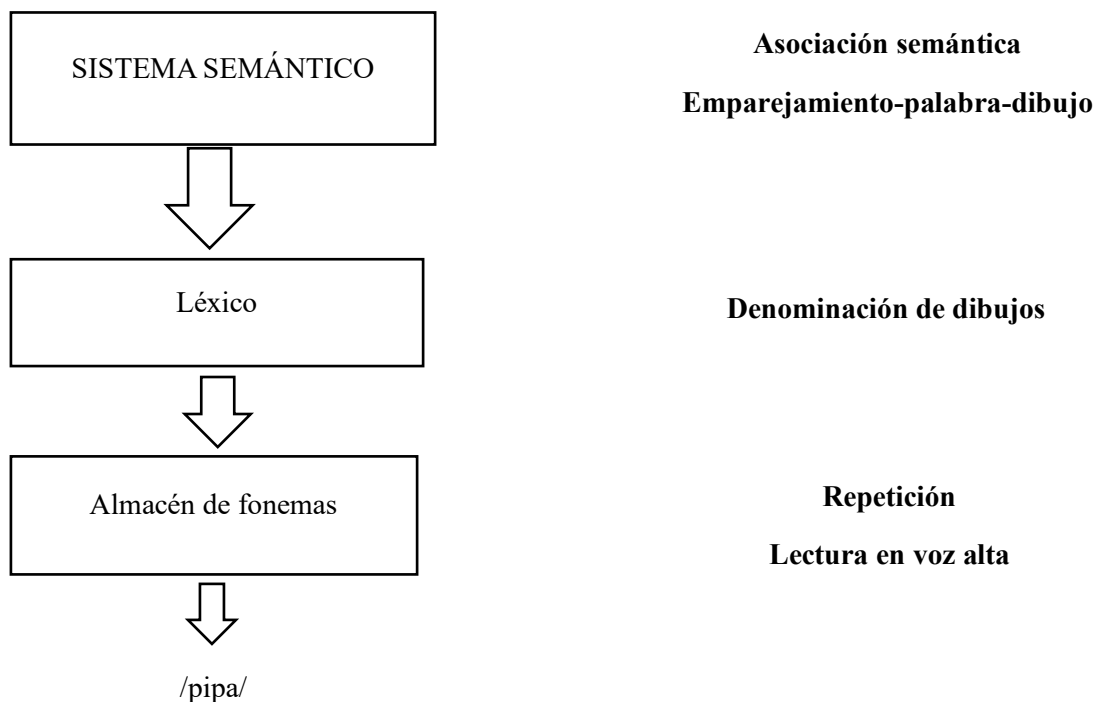 SISTEMA SEMÁNTICO
Asociación semántica
Emparejamiento-palabra-dibujo
Léxico
Denominación de dibujos
Almacén de fonemas
Repetición
Lectura en voz alta
/pipa/